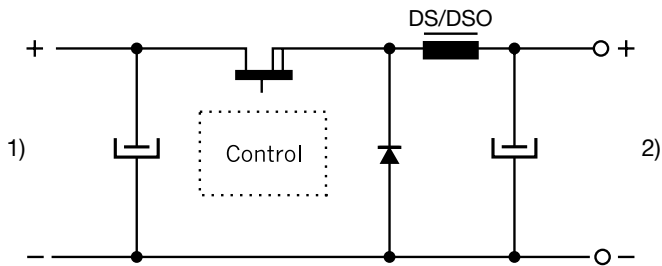 DS/DSO
+ +
1) Control 2)
− −